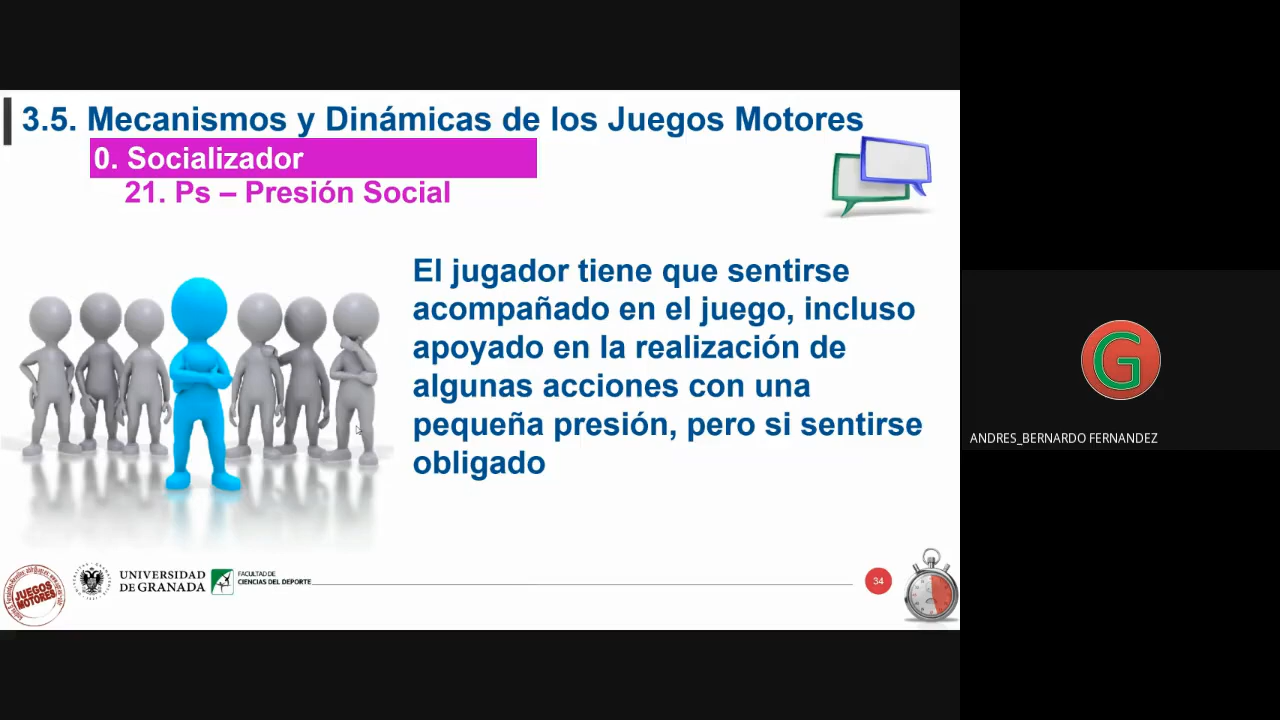 3.5. Mecanismos y Dinámicas de los Juegos Motores
0. Socializador
21. Ps – Presión Social
El jugador tiene que sentirse
acompañado en el juego, incluso
apoyado en la realización de
algunas acciones con una
pequeña presión, pero si sentirse
obligado
JUEGOS
MOTORES
UNIVERSIDAD
DE GRANADA
FACULTAD DE
CIENCIAS DEL DEPORTE
34
G
ANDRES_BERNARDO FERNANDEZ